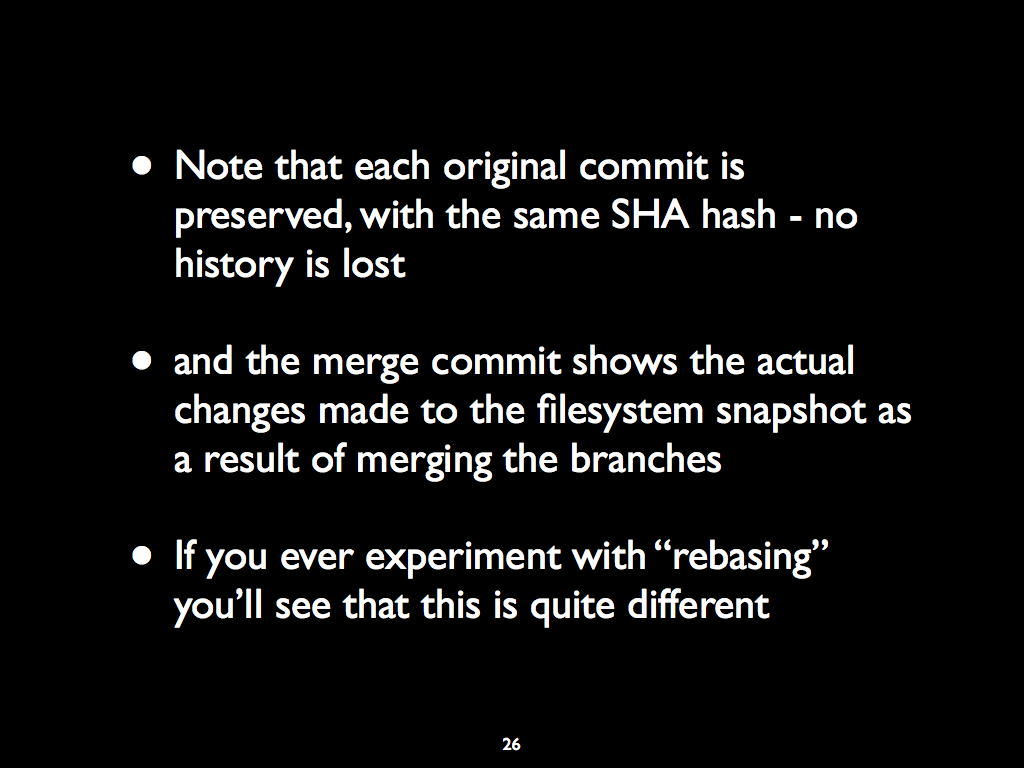 • Note that each original commit is
preserved, with the same SHA hash - no
history is lost
• and the merge commit shows the actual
changes made to the filesystem snapshot as
a result of merging the branches
• If you ever experiment with “rebasing”
you’ll see that this is quite different
26